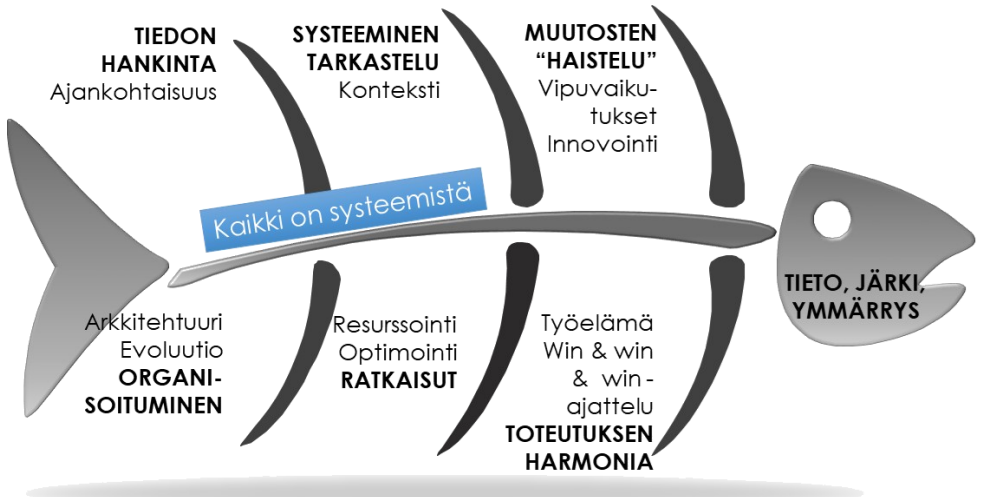 TIEDON
HANKINTA
Ajankohtaisuus
SYSTEEMINEN
TARKASTELU
Konteksti
MUUTOSTEN
“HAISTELU”
Vipuvaiku-
tukset
Innovointi
Kaikki on systeemistä
TIETO, JÄRKI,
YMMÄRRYS
Arkkitehtuuri
Evoluutio
ORGANI-
SOITUMINEN
Resurssointi
Optimointi
RATKAISUT
Työelämä
Win & win
& win-
ajattelu
TOTEUTUKSEN
HARMONIA